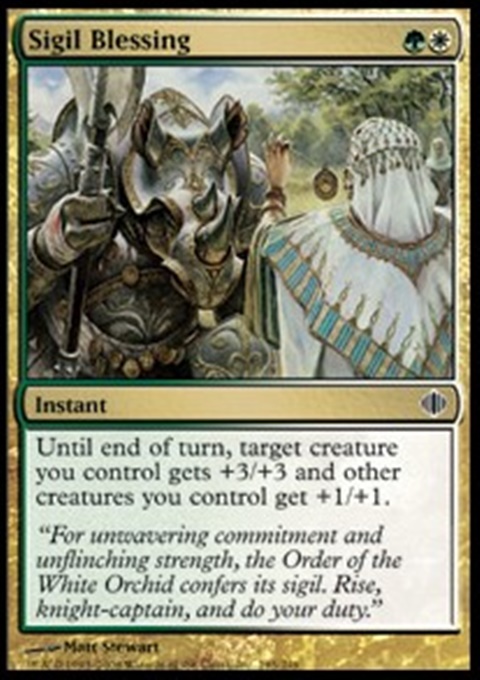 Sigil Blessing
Instant
Until end of turn, target creature
you control gets +3/+3 and other
creatures you control get +1/+1.
“For unwavering commitment and
unflinching strength, the Order of the
White Orchid confers its sigil. Rise,
knight-captain, and do your duty.”
Matt Stewart